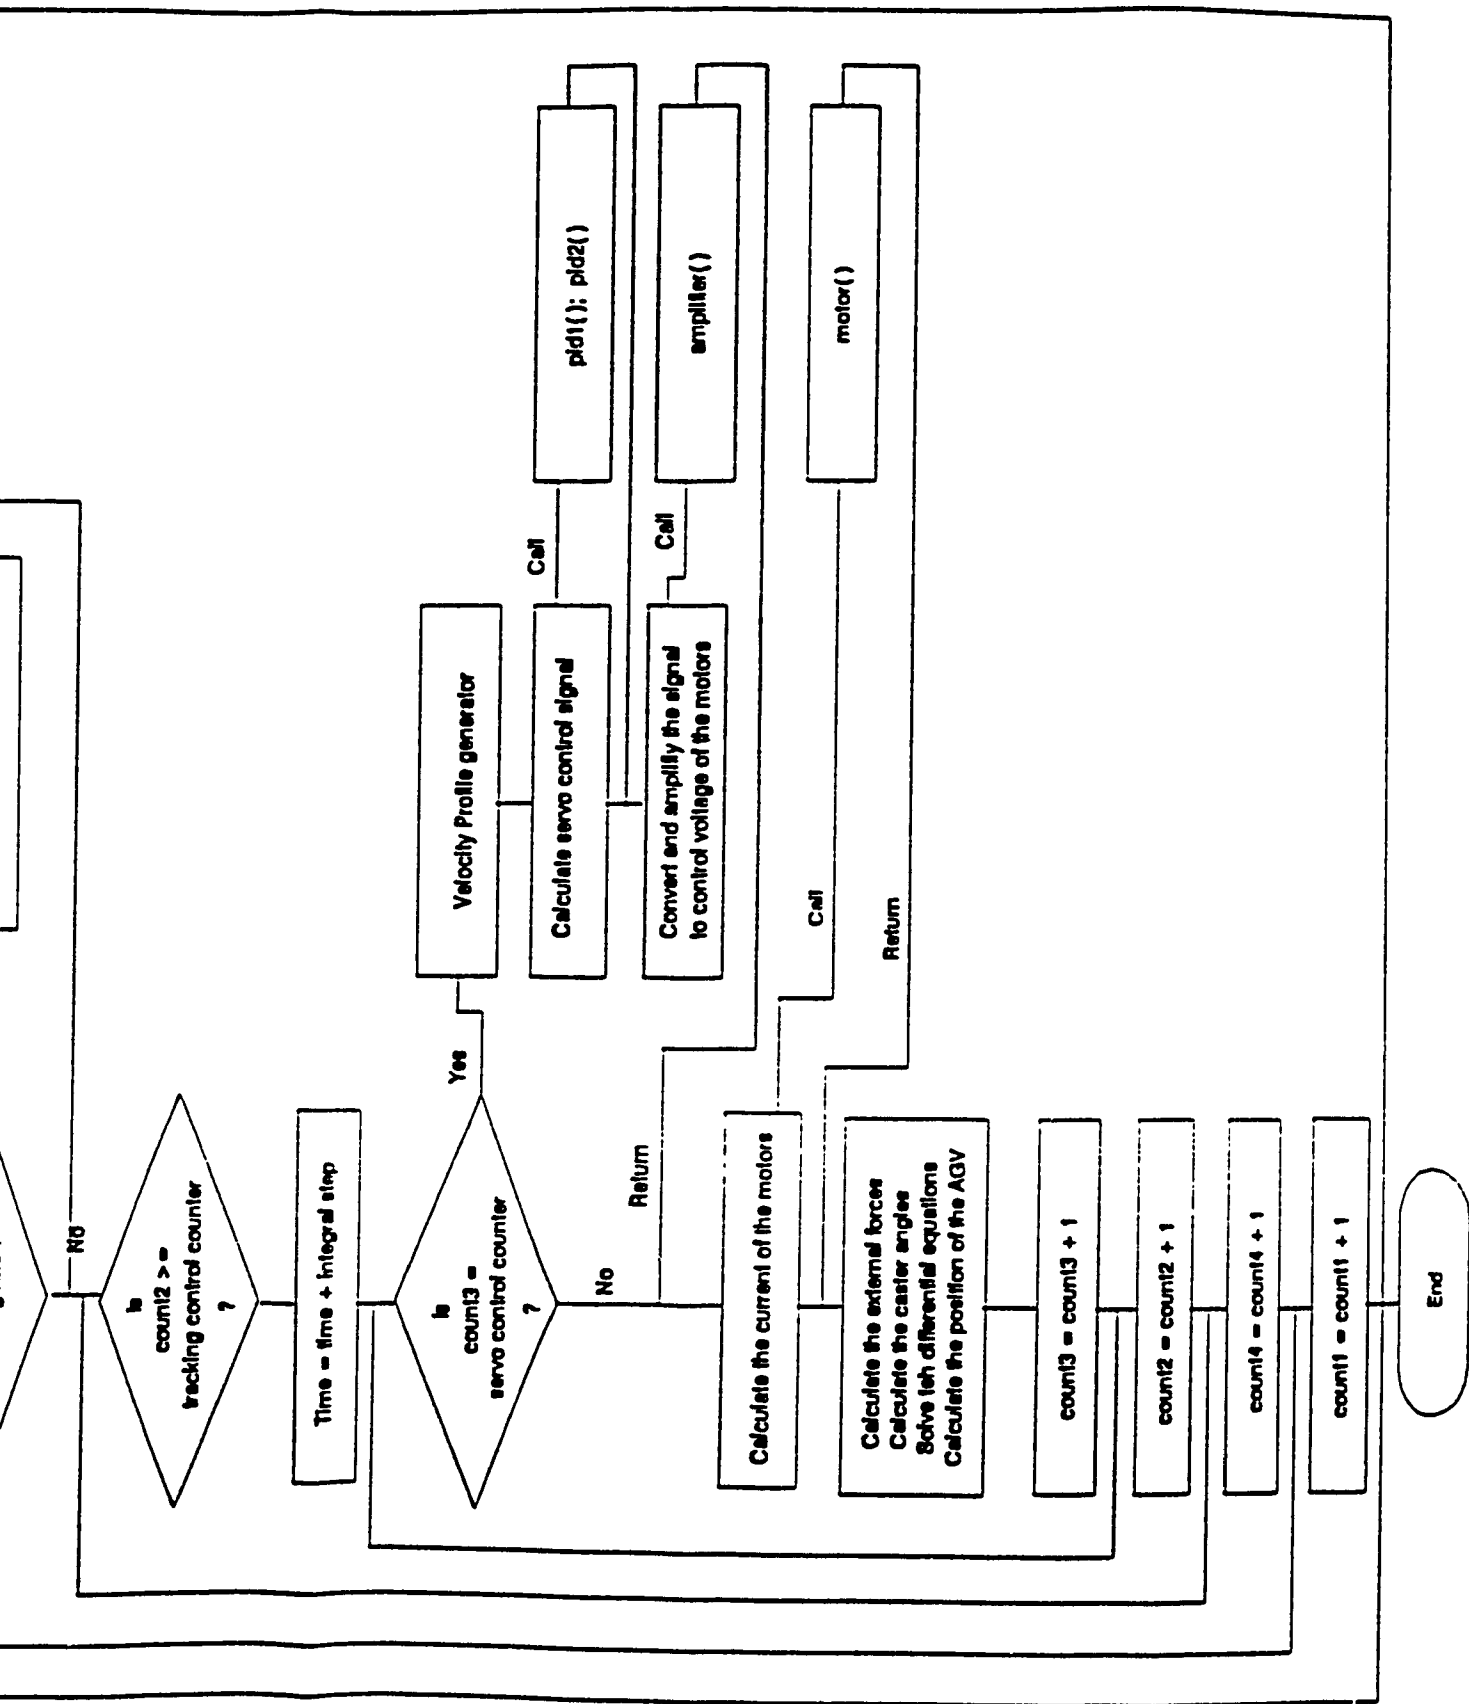 No
Is
count2 > =
tracking control counter
?
Time = time + integral step
Is
count3 =
servo control counter
?
Yes
Velocity Profile generator
Calculate servo control signal
Call
pid1( ); pid2( )
Convert and amplify the signal
to control voltage of the motors
Call
amplifier( )
No
Return
Calculate the current of the motors
Call
motor( )
Return
Calculate the external forces
Calculate the caster angles
Solve teh differential equations
Calculate the position of the AGV
count3 = count3 + 1
count2 = count2 + 1
count4 = count4 + 1
count1 = count1 + 1
End